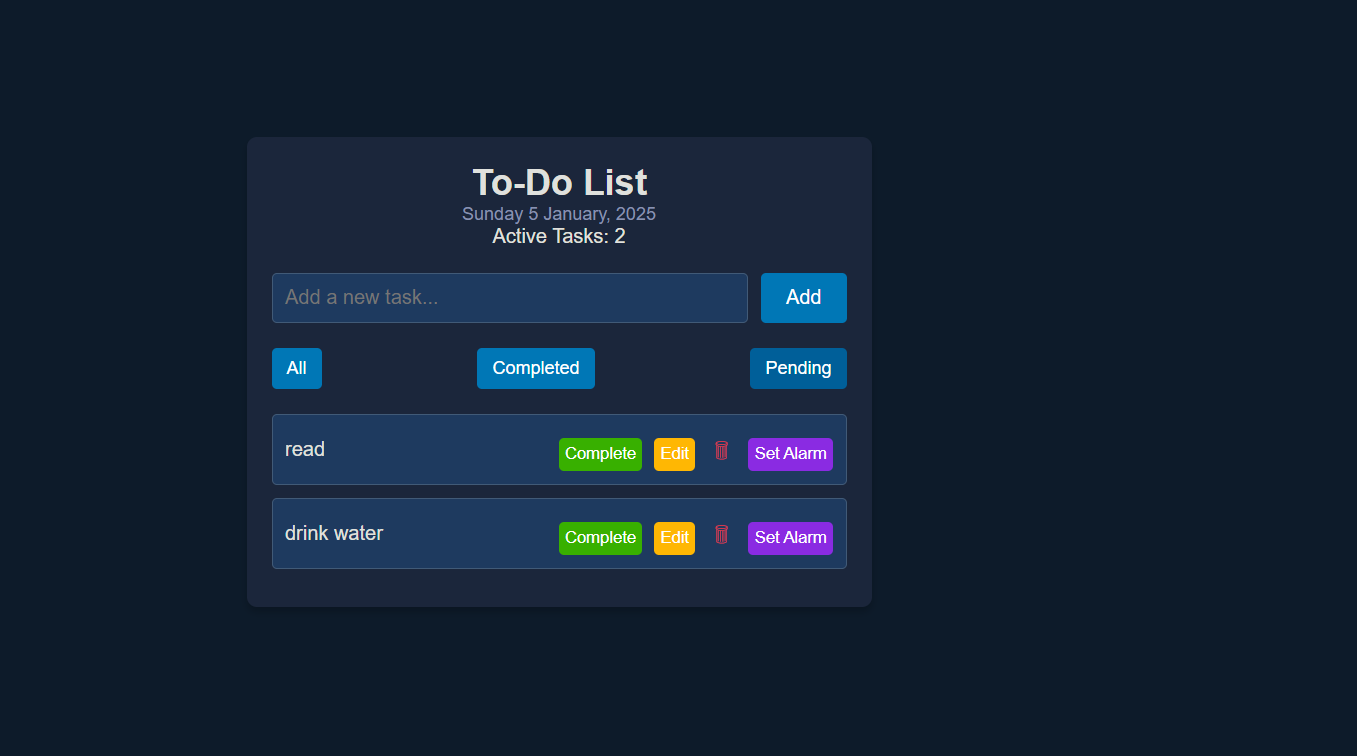 To-Do List
Sunday 5 January, 2025
Active Tasks: 2
Add a new task... Add
All Completed Pending
read Complete Edit Set Alarm
drink water Complete Edit Set Alarm